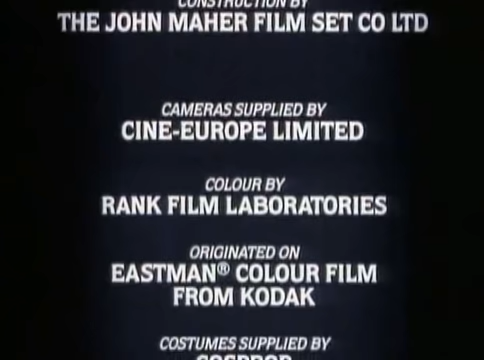 CONSTRUCTION BY
THE JOHN MAHER FILM SET CO LTD
CAMERAS SUPPLIED BY
CINE-EUROPE LIMITED
COLOUR BY
RANK FILM LABORATORIES
ORIGINATED ON
EASTMAN® COLOUR FILM
FROM KODAK
COSTUMES SUPPLIED BY
COSPROP